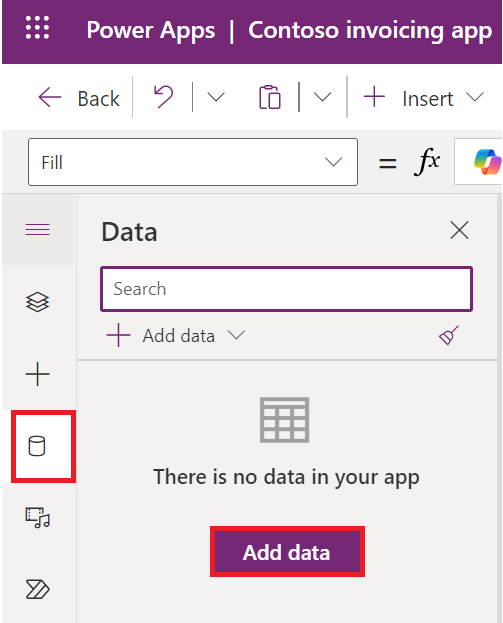 Power Apps | Contoso invoicing app
Back
Insert
Fill
= fx
Data
Search
Add data
There is no data in your app
Add data